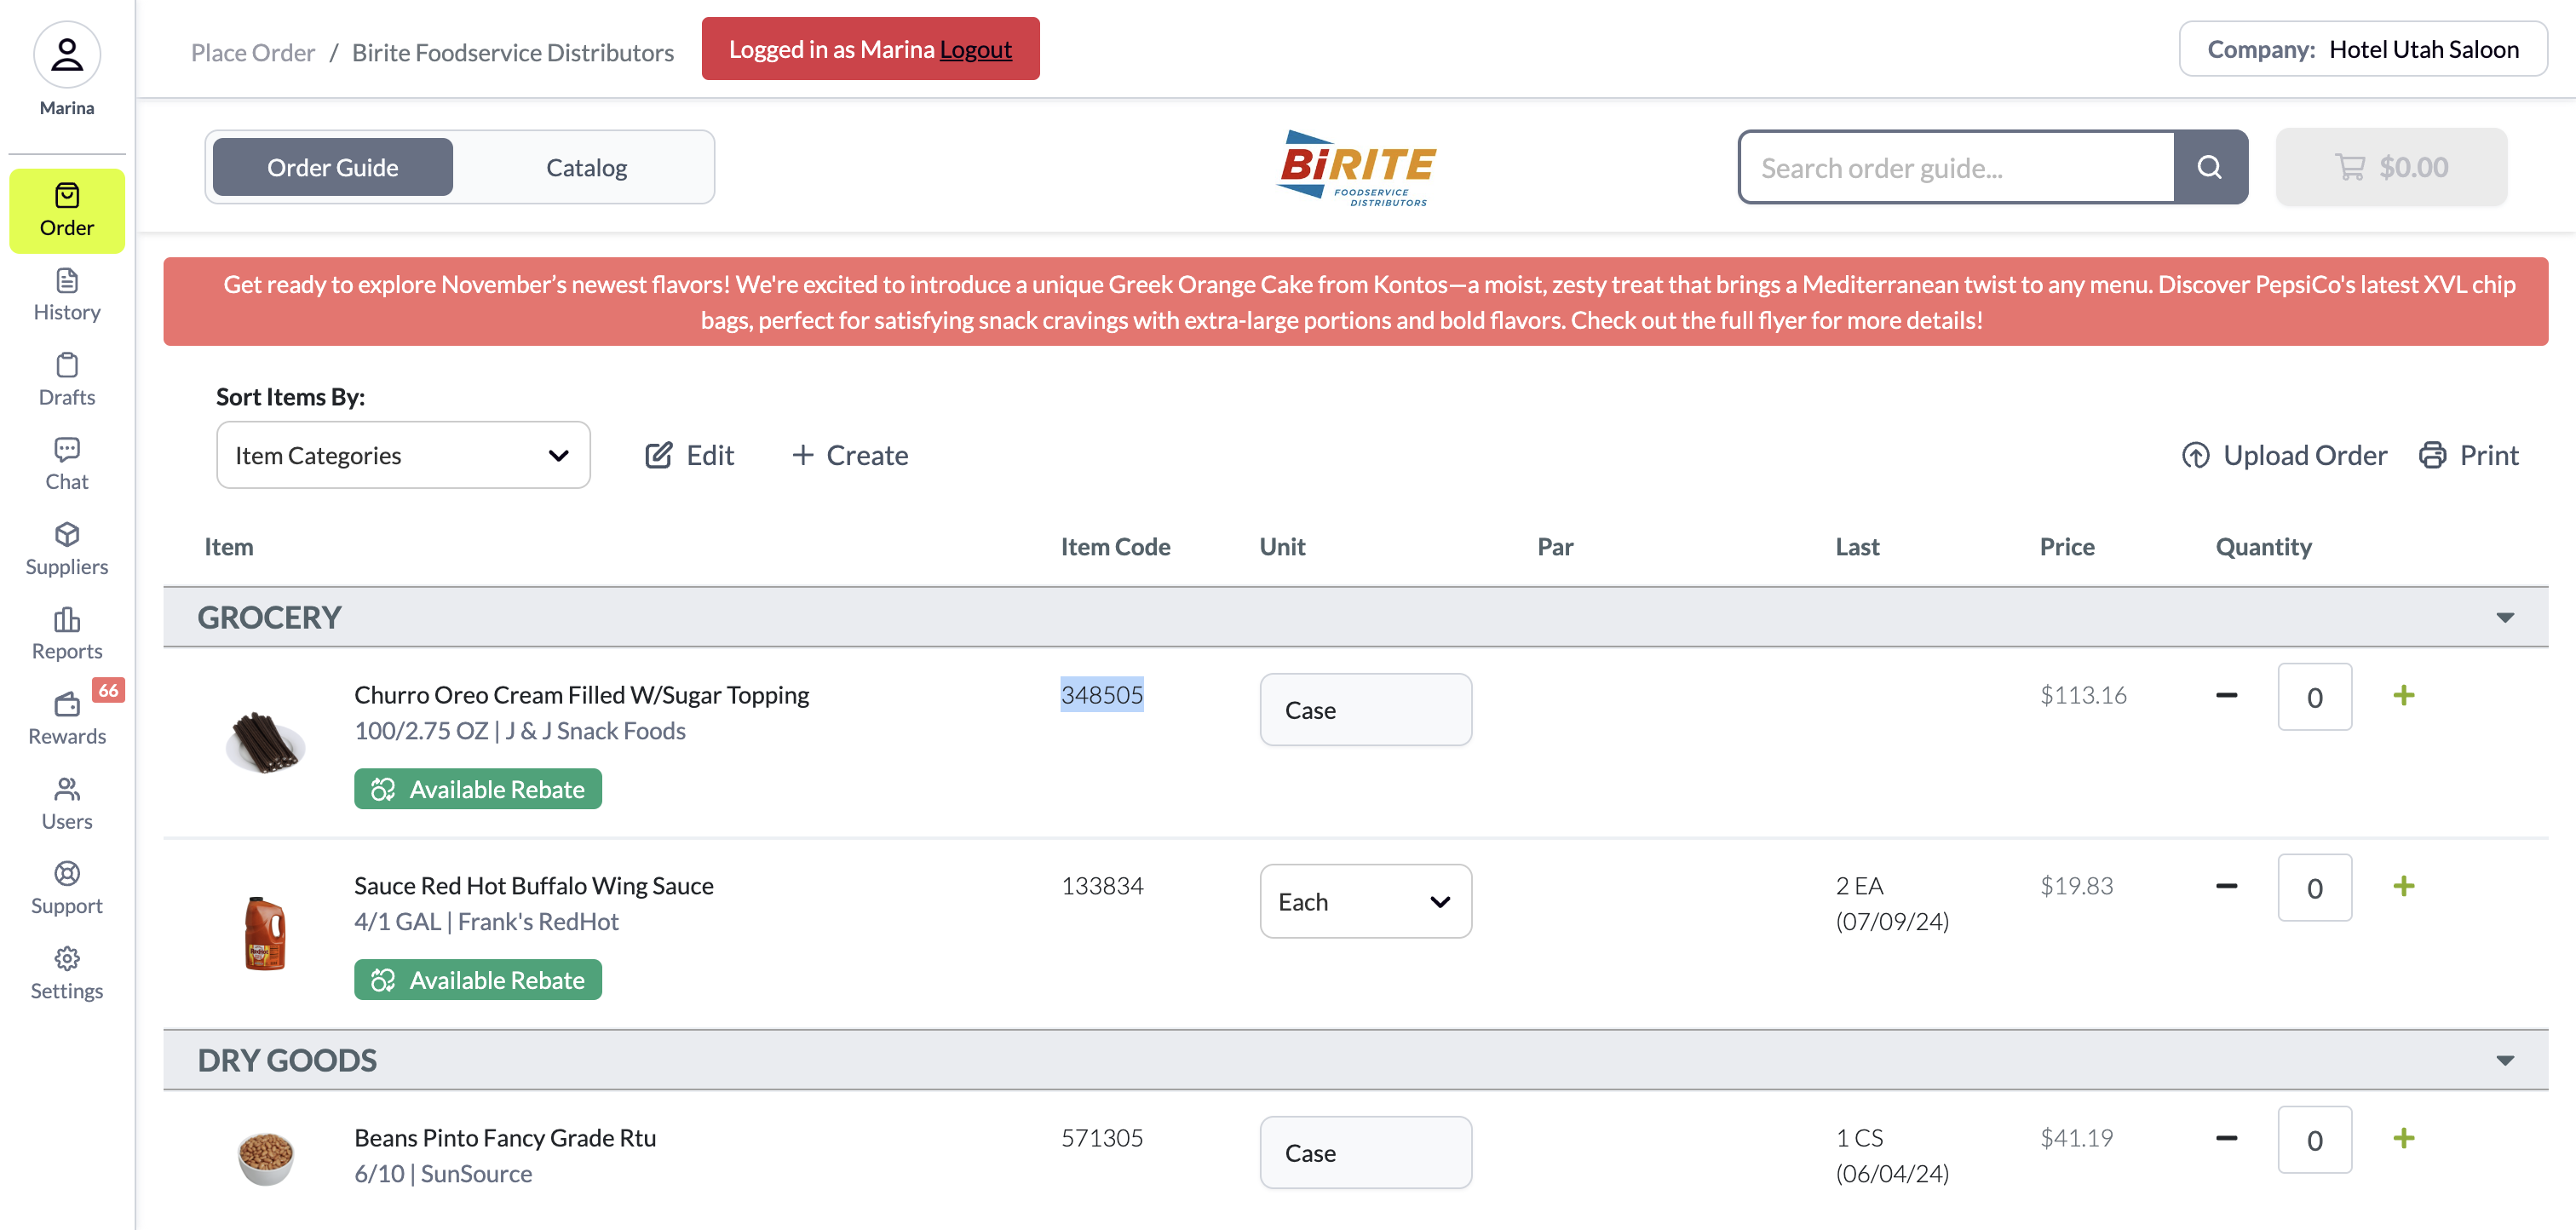 Marina
Order
History
Drafts
Chat
Suppliers
Reports
66
Rewards
Users
Support
Settings
Place Order / Birite Foodservice Distributors
Logged in as Marina Logout
Company: Hotel Utah Saloon
Order Guide
Catalog
BiRITE
FOODSERVICE
DISTRIBUTORS
Search order guide...
$0.00
Get ready to explore November’s newest flavors! We're excited to introduce a unique Greek Orange Cake from Kontos—a moist, zesty treat that brings a Mediterranean twist to any menu. Discover PepsiCo's latest XVL chip
bags, perfect for satisfying snack cravings with extra-large portions and bold flavors. Check out the full flyer for more details!
Sort Items By:
Item Categories
Edit
+ Create
Upload Order
Print
Item Item Code Unit Par Last Price Quantity
GROCERY
Churro Oreo Cream Filled W/Sugar Topping 348505 Case $113.16 0
100/2.75 OZ | J & J Snack Foods
Available Rebate
Sauce Red Hot Buffalo Wing Sauce 133834 Each 2 EA $19.83 0
4/1 GAL | Frank's RedHot (07/09/24)
Available Rebate
DRY GOODS
Beans Pinto Fancy Grade Rtu 571305 Case 1 CS $41.19 0
6/10 | SunSource (06/04/24)